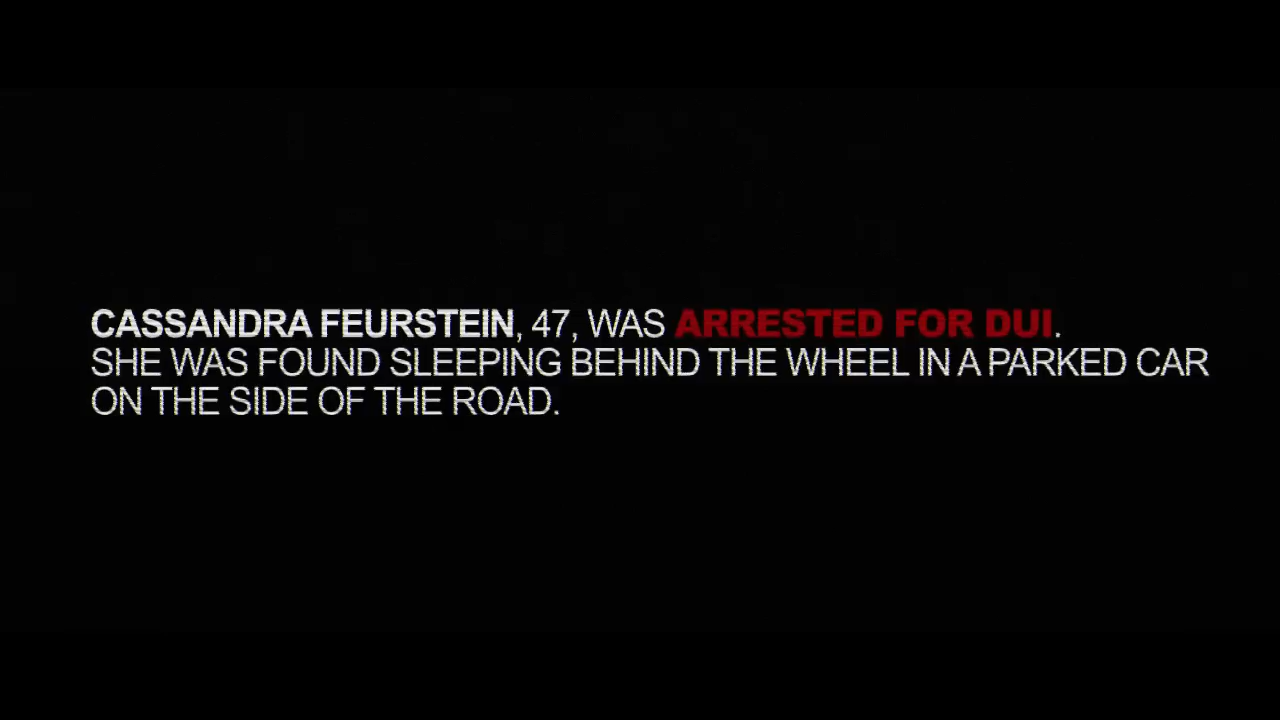 CASSANDRA FEURSTEIN, 47, WAS ARRESTED FOR DUI.
SHE WAS FOUND SLEEPING BEHIND THE WHEEL IN A PARKED CAR
ON THE SIDE OF THE ROAD.